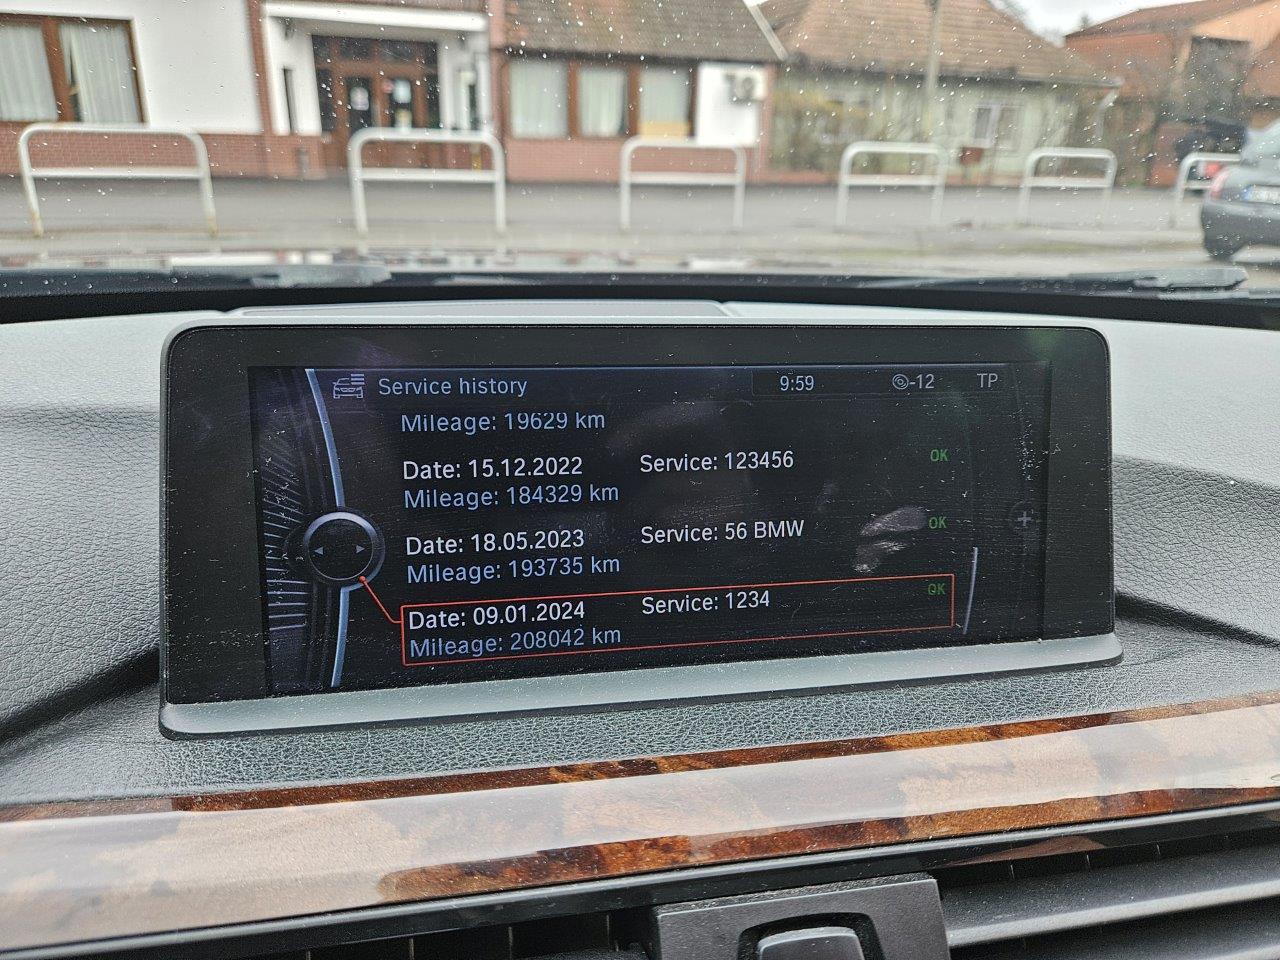 Service history
9:59
-12
TP
Mileage: 19629 km
Date: 15.12.2022 Service: 123456 OK
Mileage: 184329 km
Date: 18.05.2023 Service: 56 BMW OK
Mileage: 193735 km
Date: 09.01.2024 Service: 1234 OK
Mileage: 208042 km